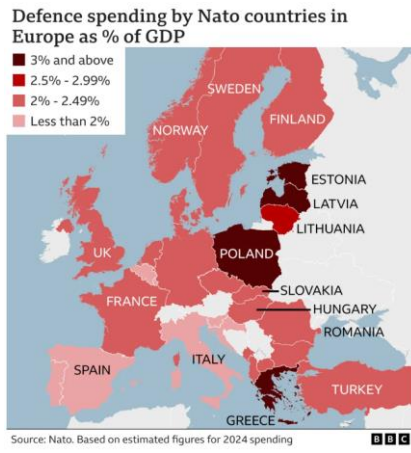 Defence spending by Nato countries in
Europe as % of GDP
3% and above
2.5% - 2.99%
2% - 2.49%
Less than 2%
SWEDEN
NORWAY
FINLAND
ESTONIA
LATVIA
LITHUANIA
UK
POLAND
SLOVAKIA
FRANCE
HUNGARY
ROMANIA
ITALY
SPAIN
TURKEY
GREECE
Source: Nato. Based on estimated figures for 2024 spending
BBC